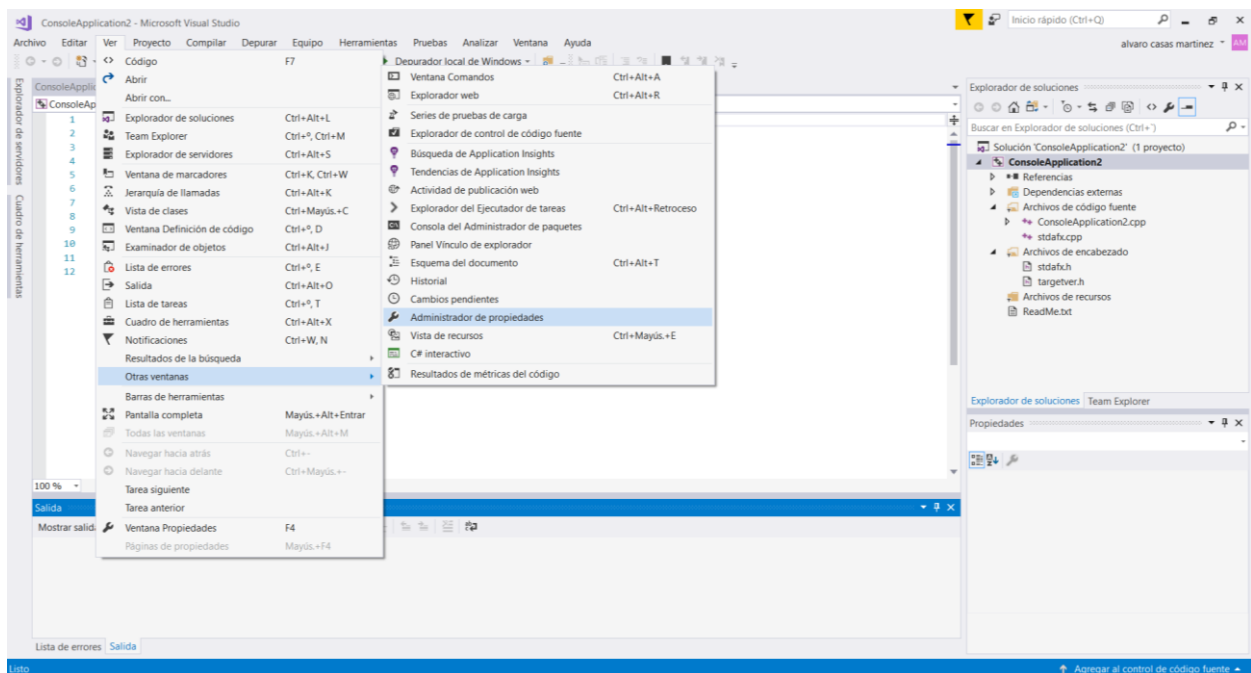 ConsoleApplication2 - Microsoft Visual Studio
Inicio rápido (Ctrl+Q)
Archivo Editar Ver Proyecto Compilar Depurar Equipo Herramientas Pruebas Analizar Ventana Ayuda
alvaro casas martinez AM
Depurador local de Windows
Explorador de servidores
Cuadro de herramientas
ConsoleApplic
ConsoleAp
1
2
3
4
5
6
7
8
9
10
11
12
100 %
Código F7
Abrir
Abrir con...
Explorador de soluciones Ctrl+Alt+L
Team Explorer Ctrl+º, Ctrl+M
Explorador de servidores Ctrl+Alt+S
Ventana de marcadores Ctrl+K, Ctrl+W
Jerarquía de llamadas Ctrl+Alt+K
Vista de clases Ctrl+Mayús.+C
Ventana Definición de código Ctrl+º, D
Examinador de objetos Ctrl+Alt+J
Lista de errores Ctrl+º, E
Salida Ctrl+Alt+O
Lista de tareas Ctrl+º, T
Cuadro de herramientas Ctrl+Alt+X
Notificaciones Ctrl+W, N
Resultados de la búsqueda
Otras ventanas
Barras de herramientas
Pantalla completa Mayús.+Alt+Entrar
Todas las ventanas Mayús.+Alt+M
Navegar hacia atrás Ctrl+-
Navegar hacia delante Ctrl+Mayús.+-
Tarea siguiente
Tarea anterior
Ventana Propiedades F4
Páginas de propiedades Mayús.+F4
Ventana Comandos Ctrl+Alt+A
Explorador web Ctrl+Alt+R
Series de pruebas de carga
Explorador de control de código fuente
Búsqueda de Application Insights
Tendencias de Application Insights
Actividad de publicación web
Explorador del Ejecutador de tareas Ctrl+Alt+Retroceso
Consola del Administrador de paquetes
Panel Vínculo de explorador
Esquema del documento Ctrl+Alt+T
Historial
Cambios pendientes
Administrador de propiedades
Vista de recursos Ctrl+Mayús.+E
C# interactivo
Resultados de métricas del código
Explorador de soluciones
Buscar en Explorador de soluciones (Ctrl+`)
Solución 'ConsoleApplication2' (1 proyecto)
ConsoleApplication2
Referencias
Dependencias externas
Archivos de código fuente
ConsoleApplication2.cpp
stdafx.cpp
Archivos de encabezado
stdafx.h
targetver.h
Archivos de recursos
ReadMe.txt
Explorador de soluciones Team Explorer
Propiedades
Salida
Mostrar salid
Lista de errores Salida
Listo
Agregar al control de código fuente